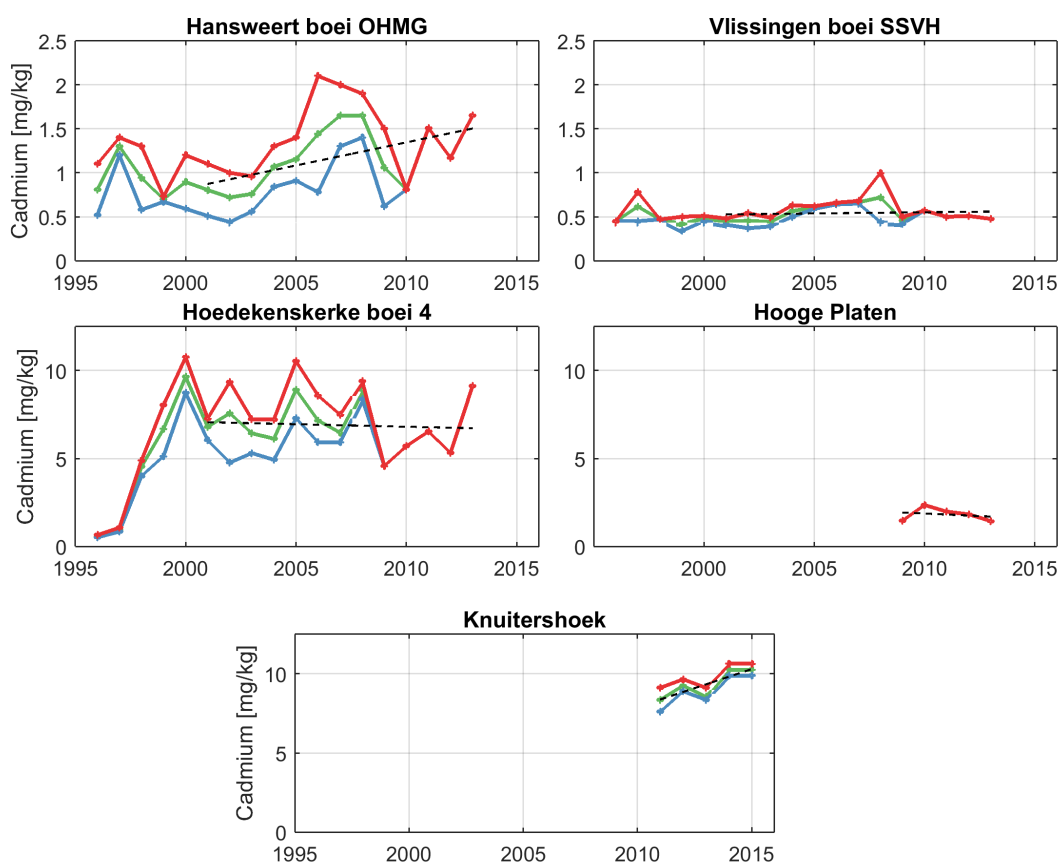 Hansweert boei OHMG
Vlissingen boei SSVH
Cadmium [mg/kg]
2.5
2
1.5
1
0.5
0
1995 2000 2005 2010 2015
2.5
2
1.5
1
0.5
0
2000 2005 2010 2015
Hoedekenskerke boei 4
Hooge Platen
Cadmium [mg/kg]
10
5
0
1995 2000 2005 2010 2015
10
5
0
2000 2005 2010 2015
Knuitershoek
Cadmium [mg/kg]
10
5
0
1995 2000 2005 2010 2015